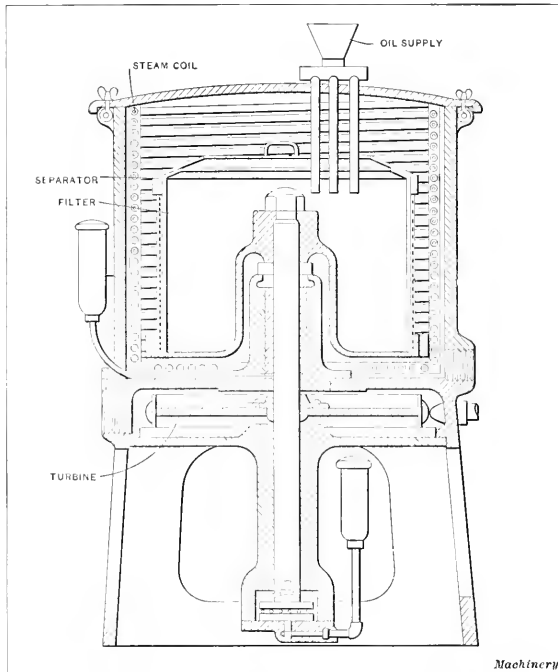 OIL SUPPLY
STEAM COIL
SEPARATOR
FILTER
TURBINE
Machinery